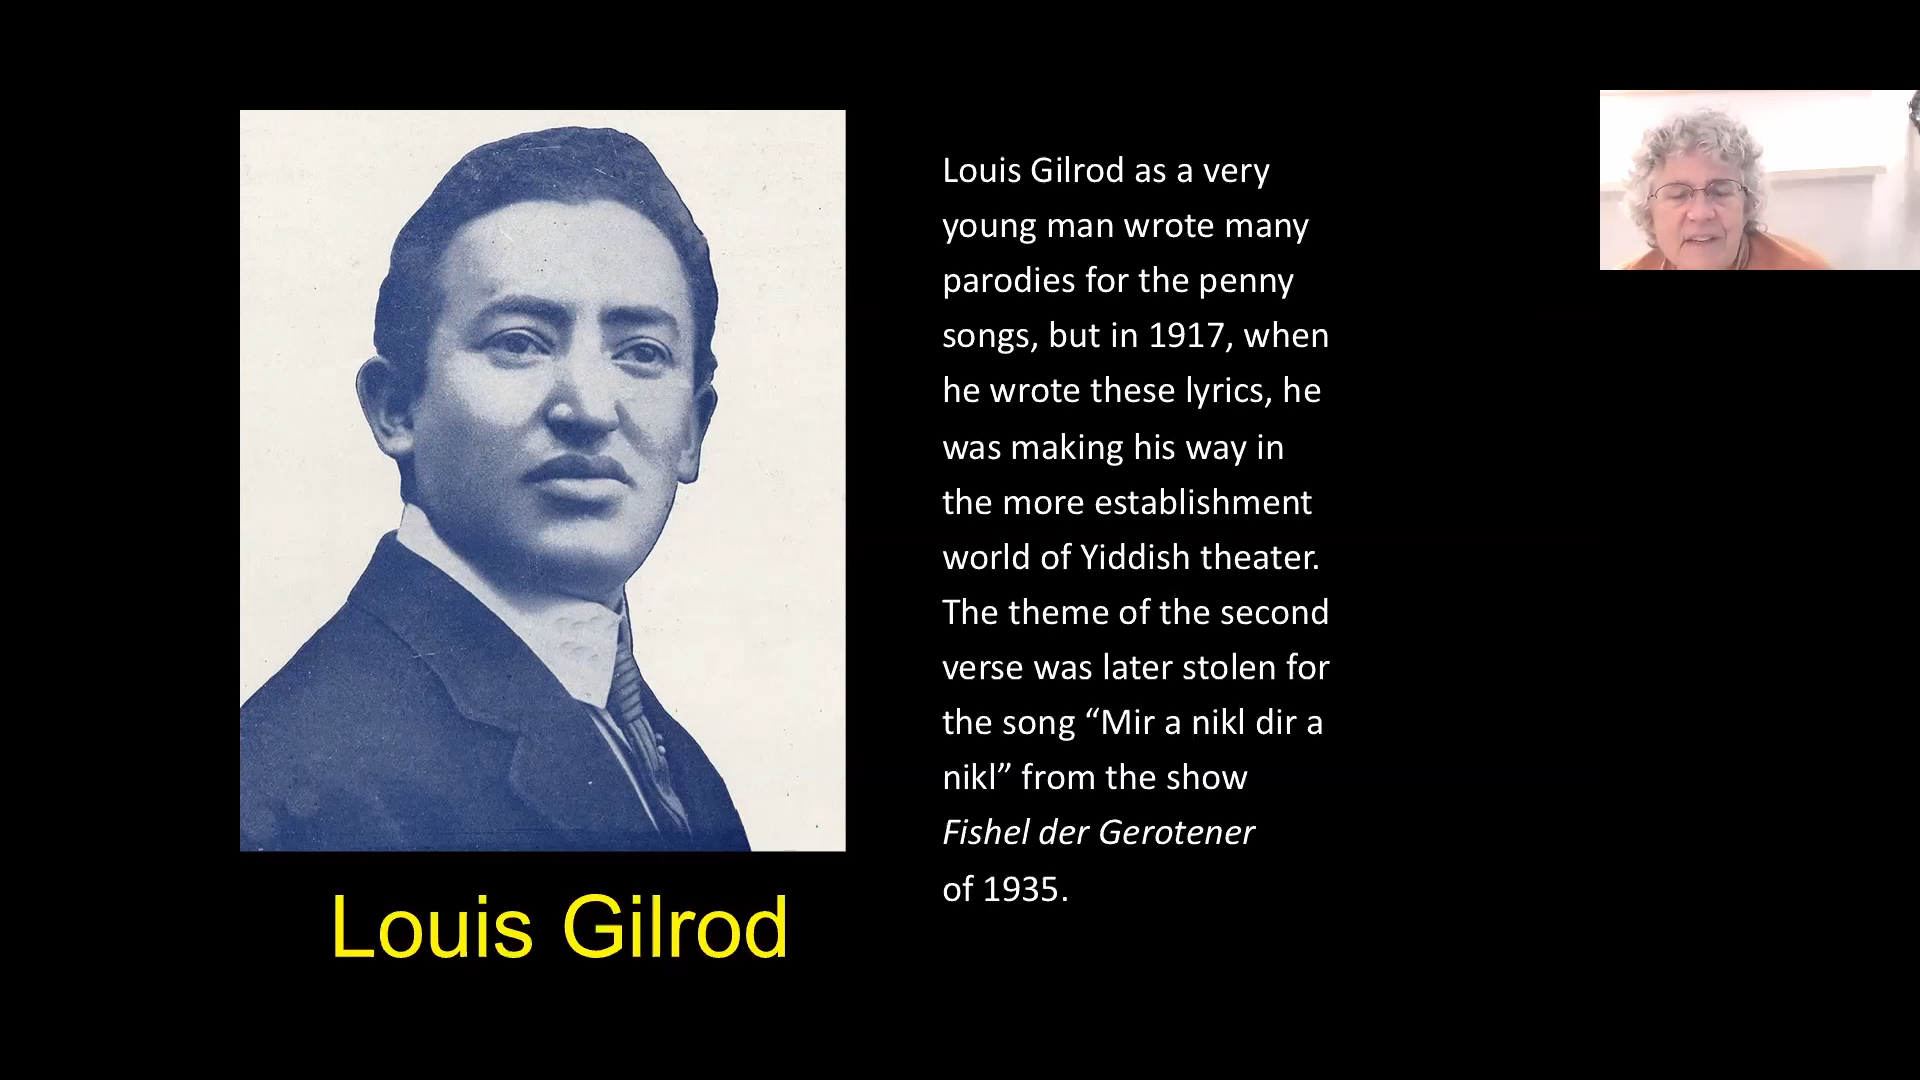 Louis Gilrod as a very
young man wrote many
parodies for the penny
songs, but in 1917, when
he wrote these lyrics, he
was making his way in
the more establishment
world of Yiddish theater.
The theme of the second
verse was later stolen for
the song “Mir a nikl dir a
nikl” from the show
Fishel der Gerotener
of 1935.
Louis Gilrod